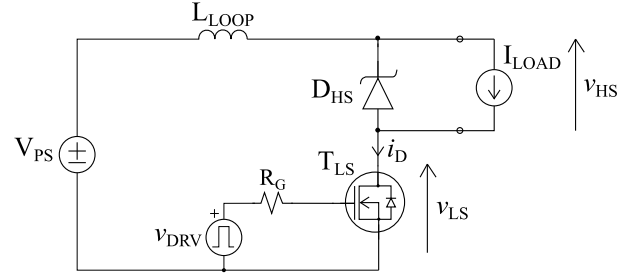 L_LOOP
I_LOAD
D_HS
v_HS
V_PS
i_D
T_LS
R_G
v_LS
+
v_DRV